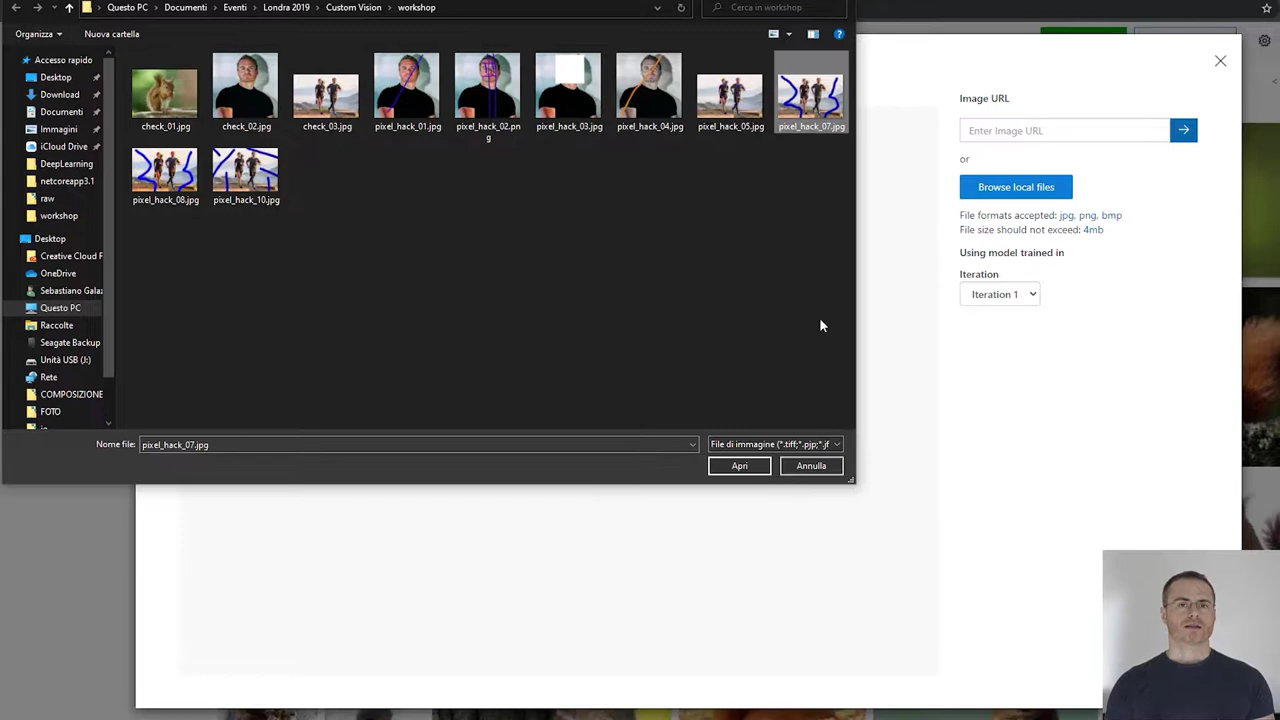 Questo PC > Documenti > Eventi > Londra 2019 > Custom Vision > workshop
Cerca in workshop
Organizza
Nuova cartella
Accesso rapido
Desktop
Download
Documenti
Immagini
iCloud Drive
DeepLearning
netcoreapp3.1
raw
workshop
Desktop
Creative Cloud F
OneDrive
Sebastiano Galaz
Questo PC
Raccolte
Seagate Backup
Unità USB (J:)
Rete
COMPOSIZIONE
FOTO
check_01.jpg
check_02.jpg
check_03.jpg
pixel_hack_01.jpg
pixel_hack_02.pn
g
pixel_hack_03.jpg
pixel_hack_04.jpg
pixel_hack_05.jpg
pixel_hack_07.jpg
pixel_hack_08.jpg
pixel_hack_10.jpg
Nome file:
pixel_hack_07.jpg
File di immagine (*.tiff;*.pjp;*.jf
Apri
Annulla
Image URL
Enter Image URL
or
Browse local files
File formats accepted: jpg, png, bmp
File size should not exceed: 4mb
Using model trained in
Iteration
Iteration 1